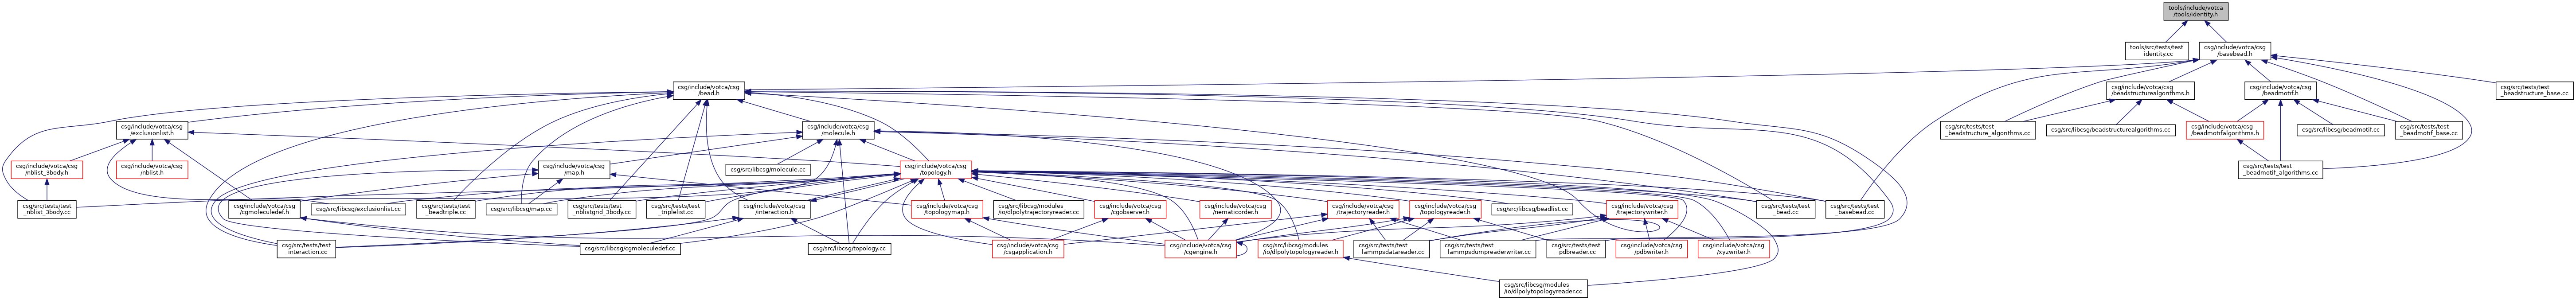 tools/include/votca
/tools/identity.h
tools/src/tests/test
_identity.cc
csg/include/votca/csg
/basebead.h
csg/include/votca/csg
/bead.h
csg/include/votca/csg
/beadstructurealgorithms.h
csg/include/votca/csg
/beadmotif.h
csg/src/tests/test
_beadstructure_base.cc
csg/include/votca/csg
/exclusionlist.h
csg/include/votca/csg
/molecule.h
csg/src/tests/test
_beadstructure_algorithms.cc
csg/src/libcsg/beadstructurealgorithms.cc
csg/include/votca/csg
/beadmotifalgorithms.h
csg/src/libcsg/beadmotif.cc
csg/src/tests/test
_beadmotif_base.cc
csg/include/votca/csg
/nblist_3body.h
csg/include/votca/csg
/nblist.h
csg/include/votca/csg
/map.h
csg/src/libcsg/molecule.cc
csg/include/votca/csg
/topology.h
csg/src/tests/test
_beadmotif_algorithms.cc
csg/src/tests/test
_nblist_3body.cc
csg/include/votca/csg
/cgmoleculedef.h
csg/src/libcsg/exclusionlist.cc
csg/src/tests/test
_beadtriple.cc
csg/src/libcsg/map.cc
csg/src/tests/test
_nblistgrid_3body.cc
csg/src/tests/test
_triplelist.cc
csg/include/votca/csg
/interaction.h
csg/include/votca/csg
/topologymap.h
csg/src/libcsg/modules
/io/dlpolytrajectoryreader.cc
csg/include/votca/csg
/cgobserver.h
csg/include/votca/csg
/nematicorder.h
csg/include/votca/csg
/trajectoryreader.h
csg/include/votca/csg
/topologyreader.h
csg/src/libcsg/beadlist.cc
csg/include/votca/csg
/trajectorywriter.h
csg/src/tests/test
_bead.cc
csg/src/tests/test
_basebead.cc
csg/src/tests/test
_interaction.cc
csg/src/libcsg/cgmoleculedef.cc
csg/src/libcsg/topology.cc
csg/include/votca/csg
/csgapplication.h
csg/include/votca/csg
/cgengine.h
csg/src/libcsg/modules
/io/dlpolytopologyreader.h
csg/src/tests/test
_lammpsdatareader.cc
csg/src/tests/test
_lammpsdumpreaderwriter.cc
csg/src/tests/test
_pdbreader.cc
csg/include/votca/csg
/pdbwriter.h
csg/include/votca/csg
/xyzwriter.h
csg/src/libcsg/modules
/io/dlpolytopologyreader.cc